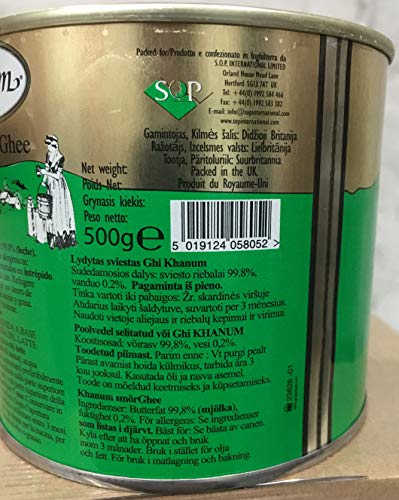 Packed for/Prodotto e confezionato in Inghilterra da
S.O.P. INTERNATIONAL LIMITED
Orland House Mead Lane
Hertford SG13 7AT UK
Tel: +44(0) 1992 584 466
Fax: +44(0) 1992 583 382
E-mail: info@sopinternational.com
www.sopinternational.com
SOP
Ghee
Gamintojas, Kilmės šalis: Didžioji Britanija
Ražotājs, Izcelsmes valsts: Lielbritānija
Tootja, Päritoluriik: Suurbritannia
Packed in the U.K.
Produit du Royaume-Uni
Net weight:
Poids Net:
Grynasis kiekis:
Peso netto:
500g e
5 019124 058052 >
Lydytas sviestas Ghi Khanum
Sudedamosios dalys: sviesto riebalai 99.8%,
vanduo 0.2%. Pagaminta iš pieno.
Tinka vartoti iki pabaigos: Žr. skardinės viršuje
Atidarius laikyti šaldytuve, suvartoti per 3 mėnesius.
Naudoti vietoje aliejaus ir riebalų kepimui ir virimui.
Poolvedel selitatud või Ghi KHANUM
Koostsosad: võirasv 99.8%, vesi 0.2%.
Toodetud piimast. Parim enne : Vt purgi pealt
Pärast avamist hoida külmikus, tarbida ära 3
kuu jooksul. Kasutada õli ja rasva asemel.
Toode on mõeldud keetmiseks ja küpsetamiseks.
Khanum smörGhee
Ingredienser: Butterfat 99,8% (mjölka),
fuktighet 0,2%. För allergens: Se ingredienser
som listas i djärvt. Bäst för: Se bästa av canen.
Kyla efter att ha öppnat och bruk
inom 3 månader. Bruk i stället för olja
och fett. För bruk i matlagning och bakning.
23826-01